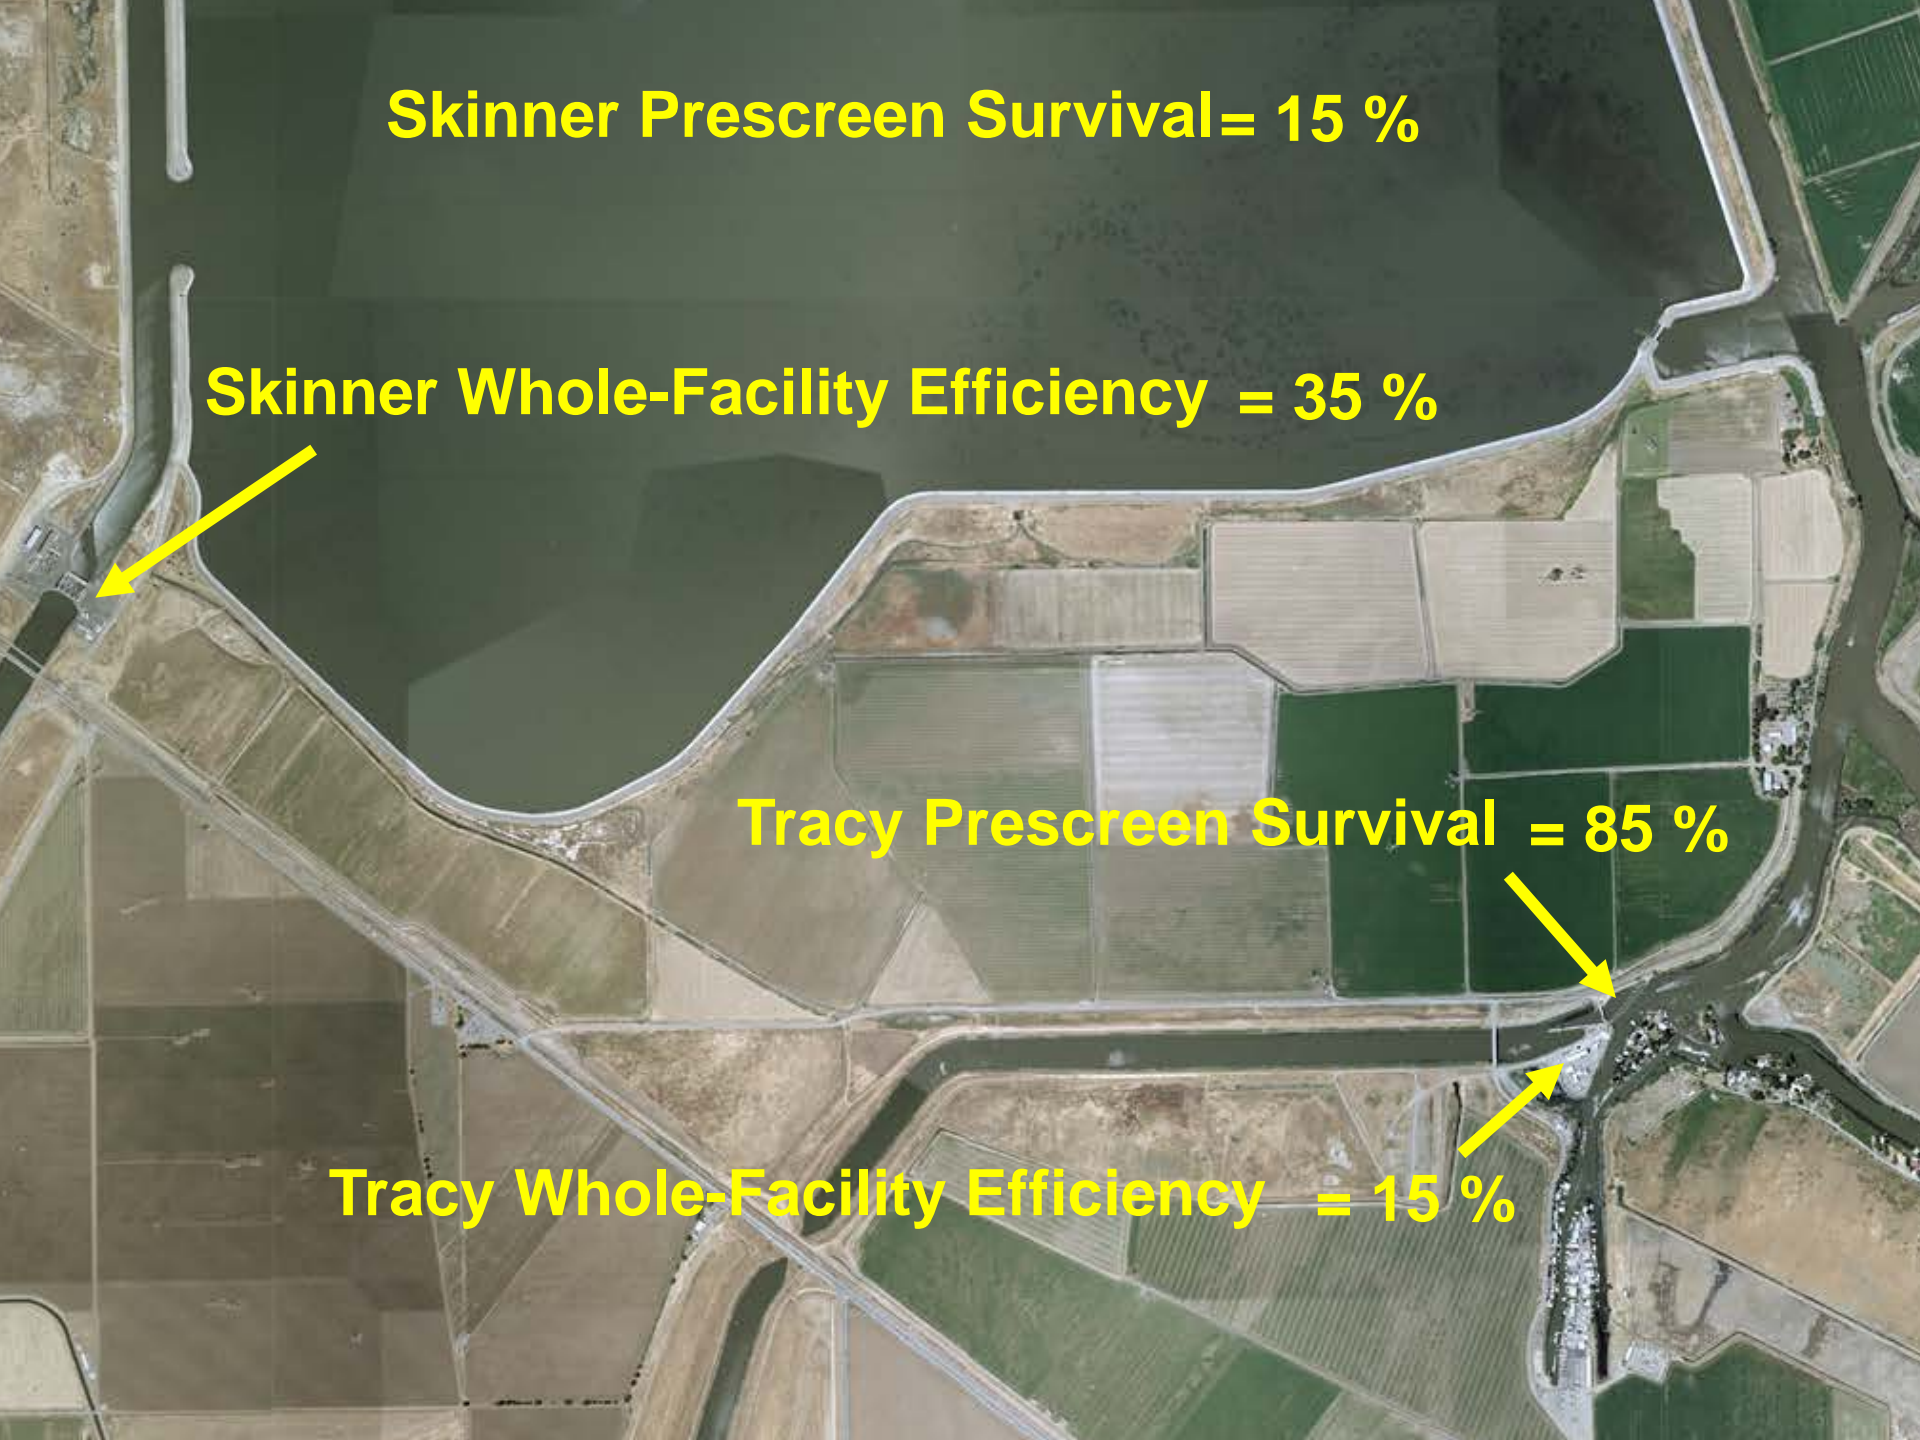 Skinner Prescreen Survival = 15 %
Skinner Whole-Facility Efficiency = 35 %
Tracy Prescreen Survival = 85 %
Tracy Whole-Facility Efficiency = 15 %